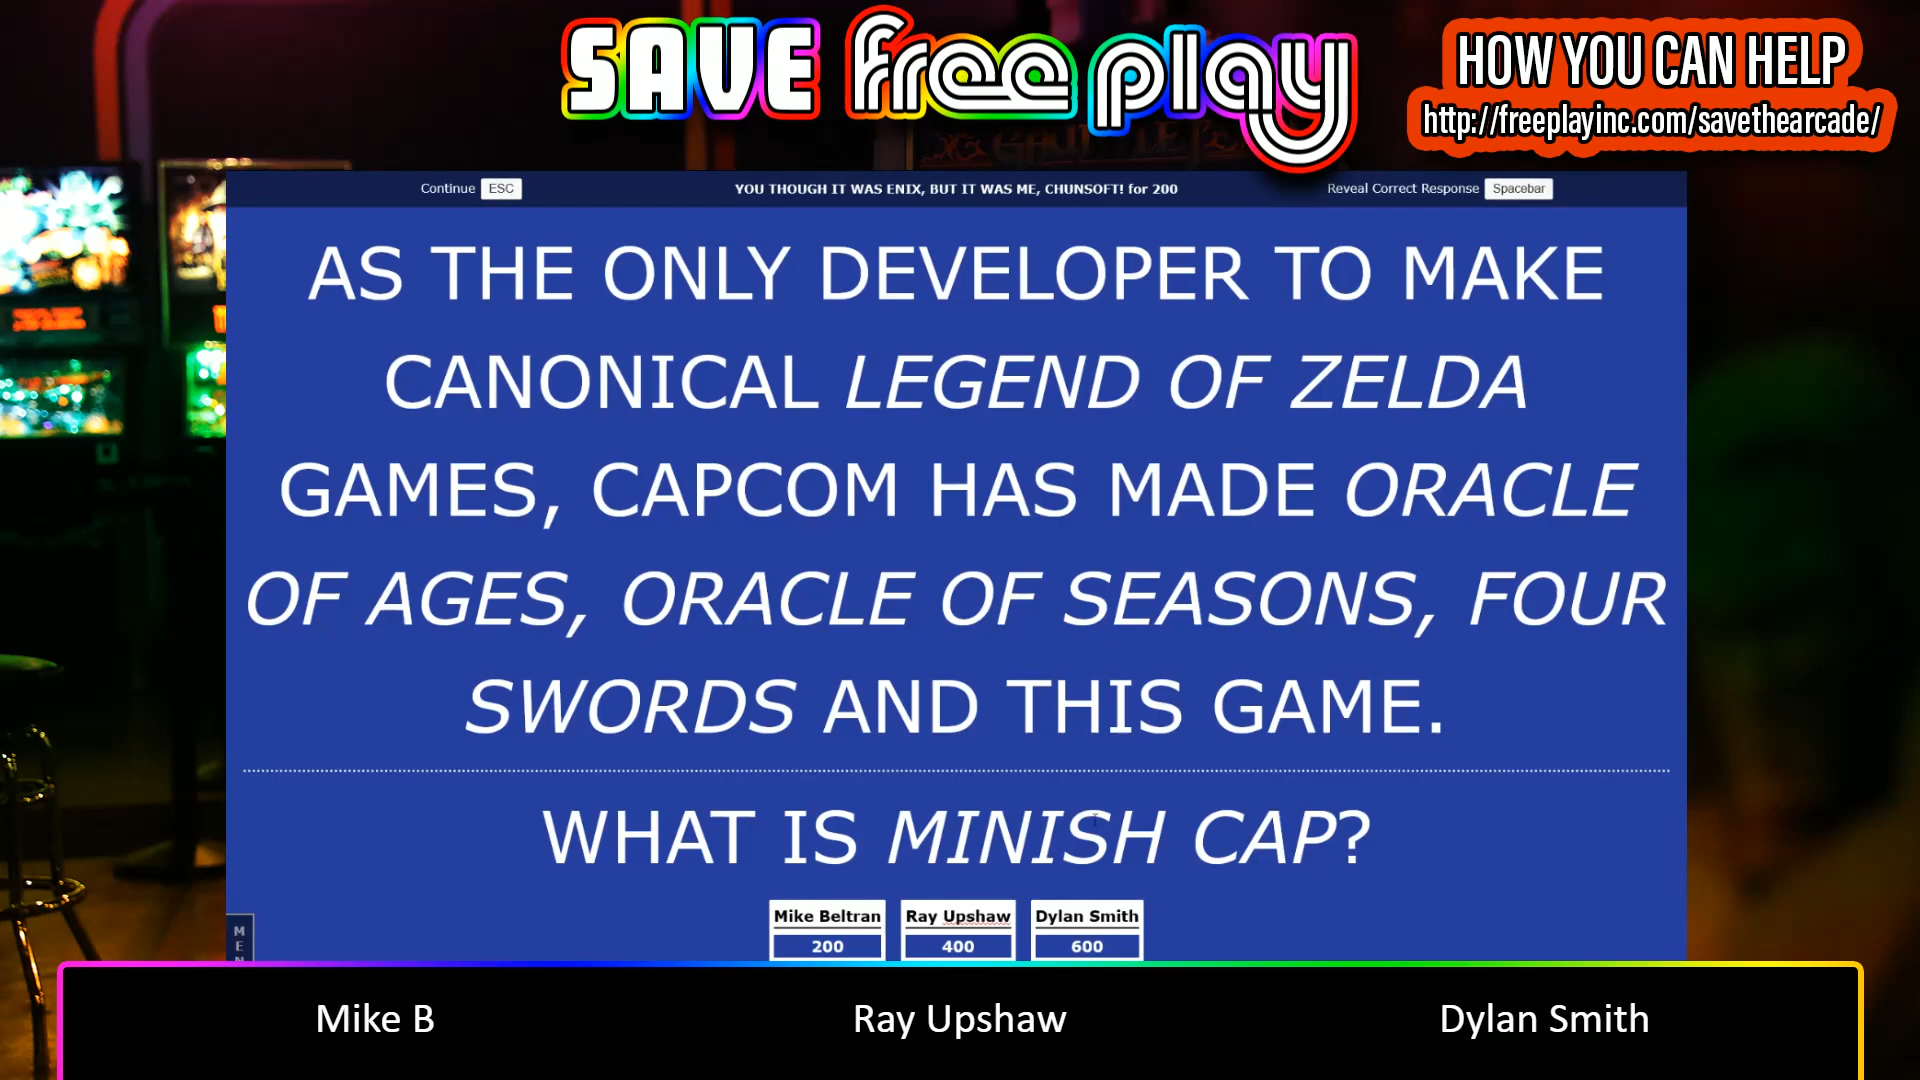 SAVE free play
HOW YOU CAN HELP
http://freeplayinc.com/savethearcade/
Continue ESC
YOU THOUGH IT WAS ENIX, BUT IT WAS ME, CHUNSOFT! for 200
Reveal Correct Response Spacebar
AS THE ONLY DEVELOPER TO MAKE
CANONICAL LEGEND OF ZELDA
GAMES, CAPCOM HAS MADE ORACLE
OF AGES, ORACLE OF SEASONS, FOUR
SWORDS AND THIS GAME.
WHAT IS MINISH CAP?
Mike Beltran
200
Ray Upshaw
400
Dylan Smith
600
M
E
N
Mike B
Ray Upshaw
Dylan Smith